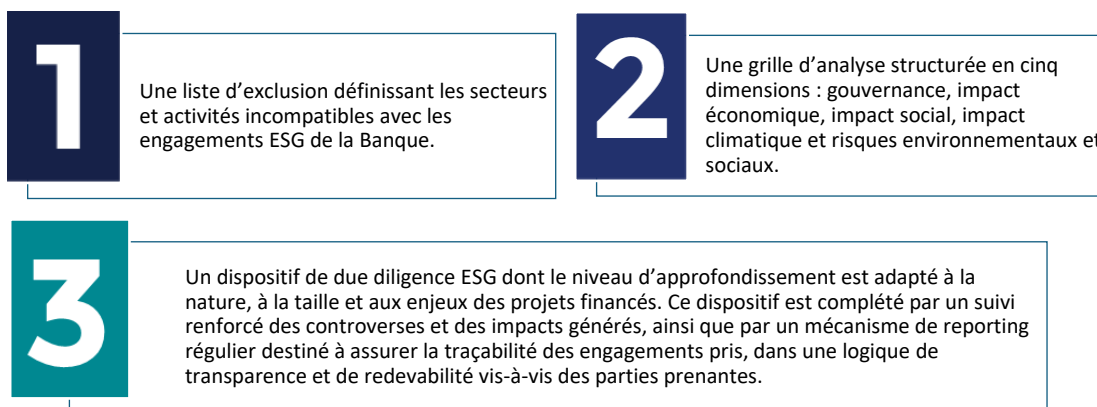 1
Une liste d’exclusion définissant les secteurs
et activités incompatibles avec les
engagements ESG de la Banque.
2
Une grille d’analyse structurée en cinq
dimensions : gouvernance, impact
économique, impact social, impact
climatique et risques environnementaux et
sociaux.
3
Un dispositif de due diligence ESG dont le niveau d’approfondissement est adapté à la
nature, à la taille et aux enjeux des projets financés. Ce dispositif est complété par un suivi
renforcé des controverses et des impacts générés, ainsi que par un mécanisme de reporting
régulier destiné à assurer la traçabilité des engagements pris, dans une logique de
transparence et de redevabilité vis-à-vis des parties prenantes.